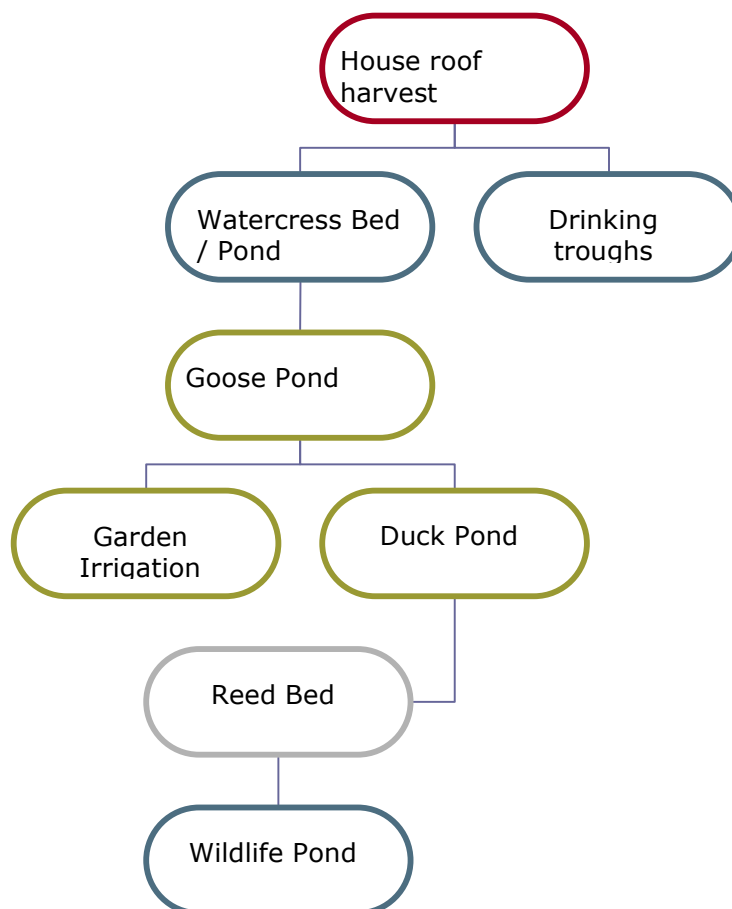 House roof
harvest
Watercress Bed
/ Pond
Drinking
troughs
Goose Pond
Garden
Irrigation
Duck Pond
Reed Bed
Wildlife Pond